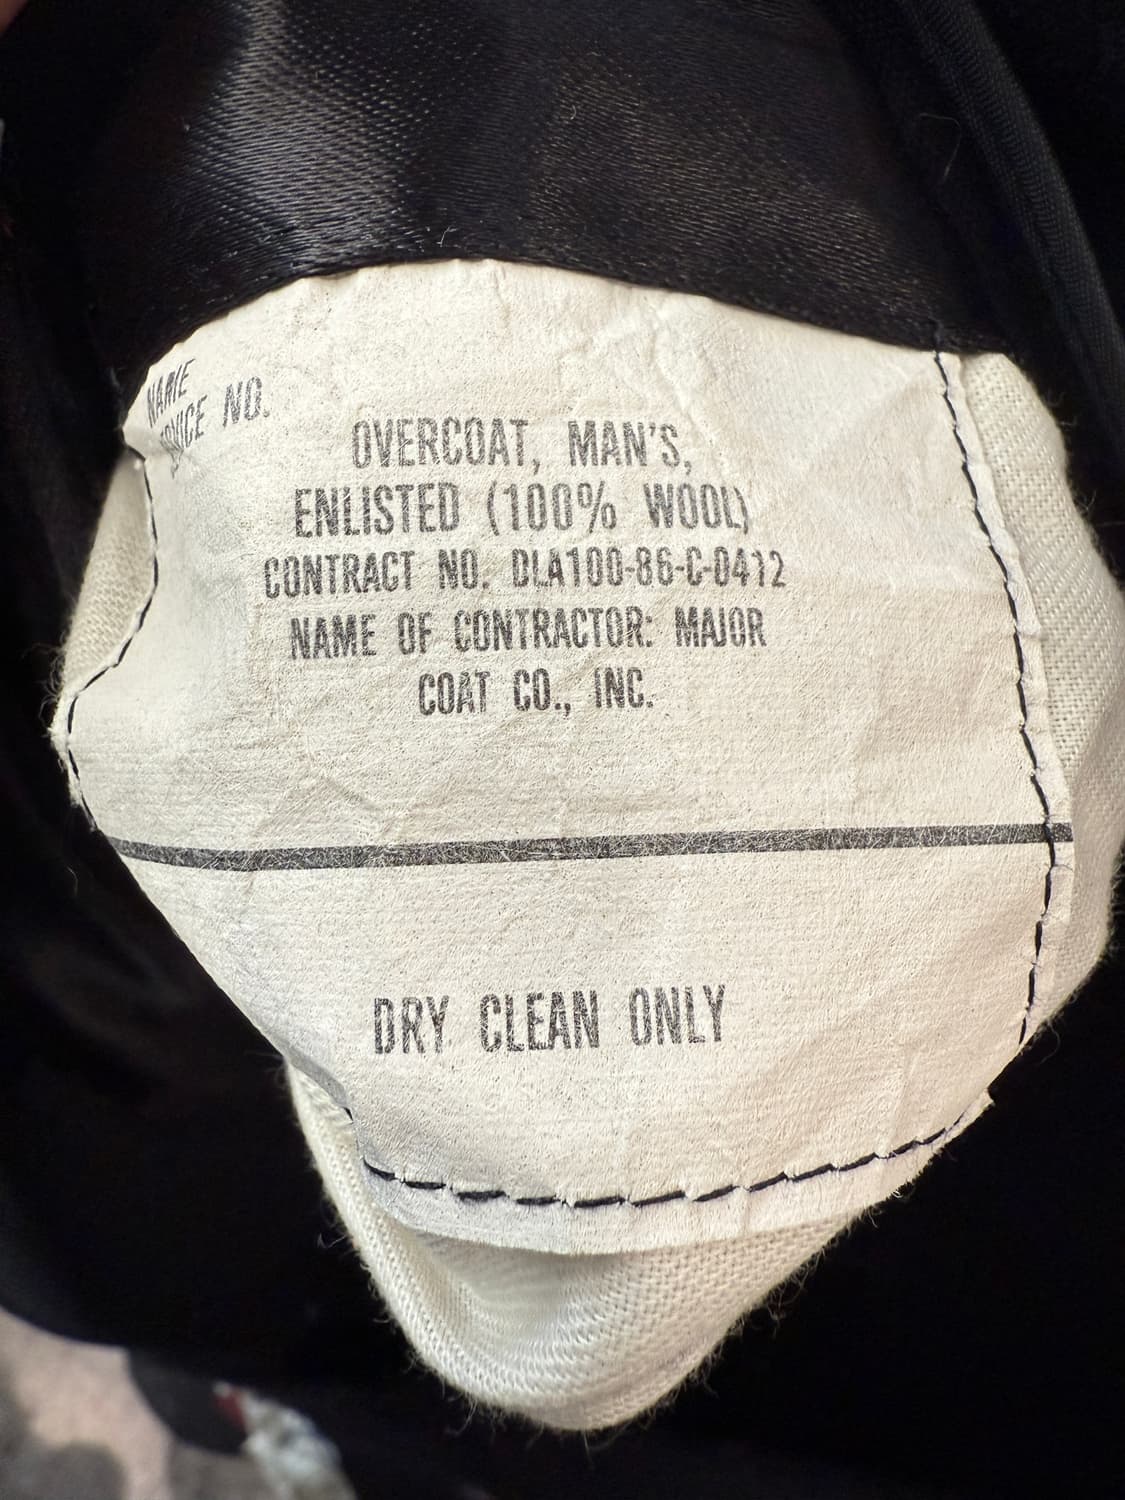 NAME
SERVICE NO.
OVERCOAT, MAN'S,
ENLISTED (100% WOOL)
CONTRACT NO. DLA100-86-C-0412
NAME OF CONTRACTOR: MAJOR
COAT CO., INC.
DRY CLEAN ONLY